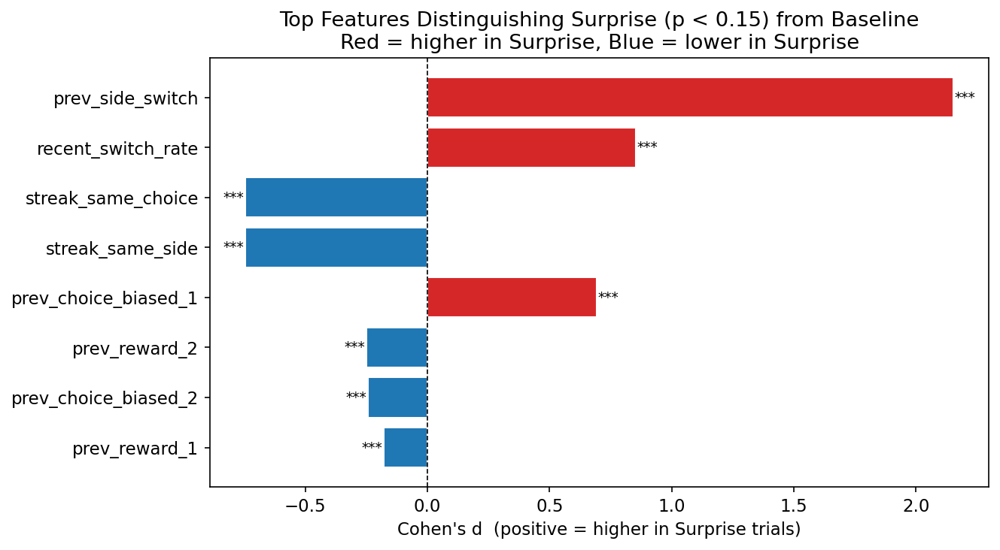 Top Features Distinguishing Surprise (p < 0.15) from Baseline
Red = higher in Surprise, Blue = lower in Surprise
prev_side_switch
***
recent_switch_rate
***
streak_same_choice
***
streak_same_side
***
prev_choice_biased_1
***
prev_reward_2
***
prev_choice_biased_2
***
prev_reward_1
***
−0.5 0.0 0.5 1.0 1.5 2.0
Cohen's d  (positive = higher in Surprise trials)